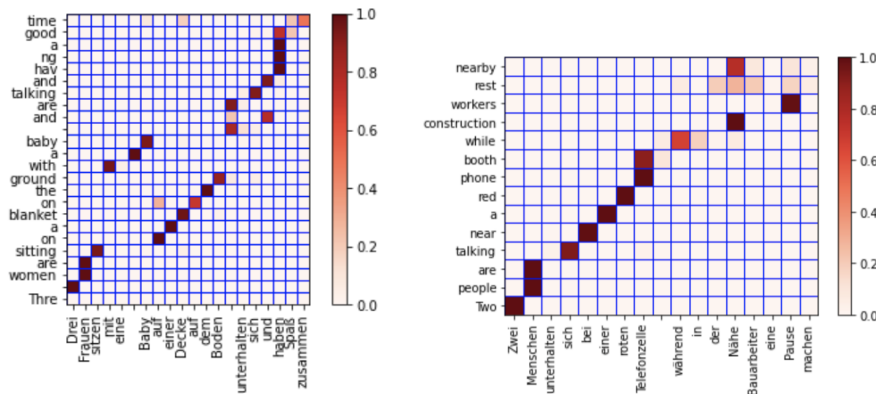 time
good
a
ng
hav
and
talking
are
and
baby
a
with
ground
the
on
blanket
a
on
sitting
are
women
Thre
Drei
Frauen
sitzen
mit
eine
Baby
auf
einer
Decke
auf
dem
Boden
unterhalten
sich
und
haben
Spaß
zusammen
1.0
0.8
0.6
0.4
0.2
0.0
nearby
rest
workers
construction
while
booth
phone
red
a
near
talking
are
people
Two
Zwei
Menschen
unterhalten
sich
bei
einer
roten
Telefonzelle
während
in
der
Nähe
Bauarbeiter
eine
Pause
machen
1.0
0.8
0.6
0.4
0.2
0.0